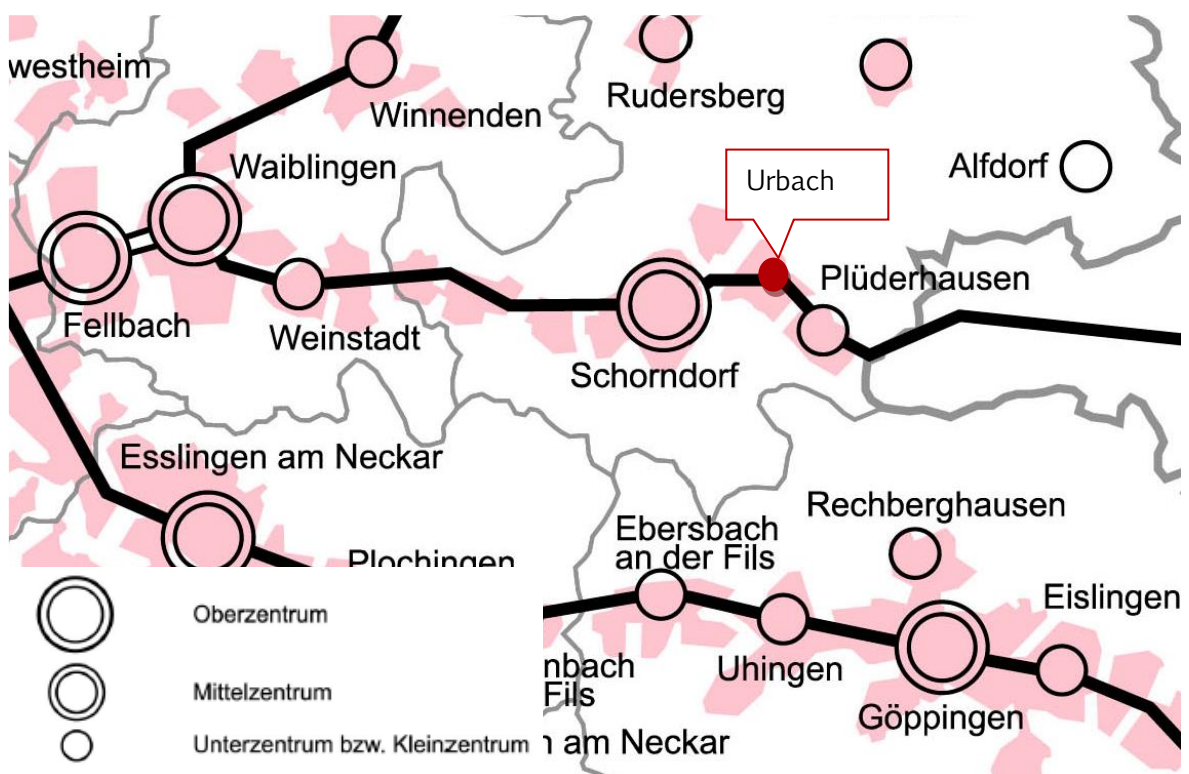 westheim
Rudersberg
Winnenden
Waiblingen
Alfdorf
Urbach
Plüderhausen
Fellbach
Weinstadt
Schorndorf
Esslingen am Neckar
Rechberghausen
Ebersbach
an der Fils
Plochingen
Eislingen
Oberzentrum
nbach
Fils
Uhingen
Mittelzentrum
Göppingen
Unterzentrum bzw. Kleinzentrum
am Neckar